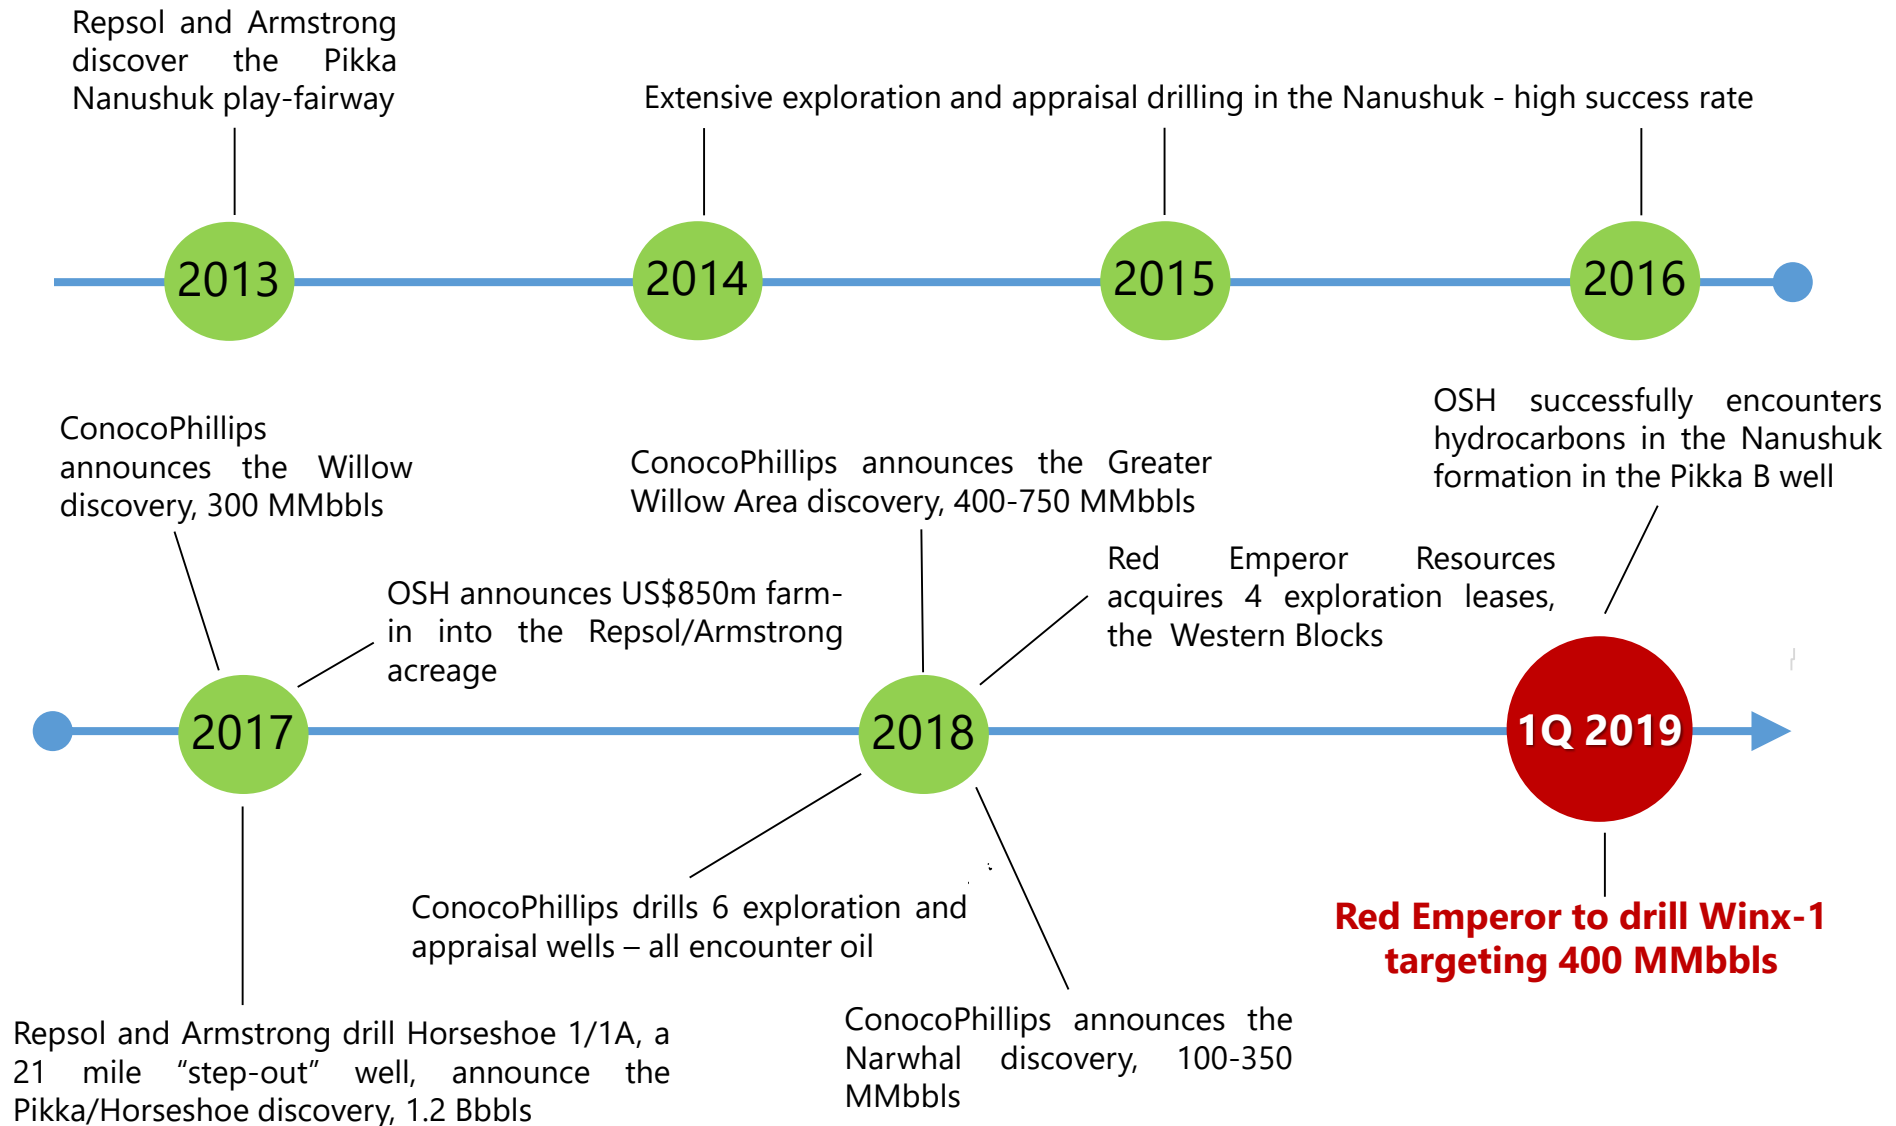 Repsol and Armstrong
discover the Pikka
Nanushuk play-fairway
Extensive exploration and appraisal drilling in the Nanushuk - high success rate
2013
2014
2015
2016
ConocoPhillips
announces the Willow
discovery, 300 MMbbls
OSH announces US$850m farm-
in into the Repsol/Armstrong
acreage
ConocoPhillips announces the Greater
Willow Area discovery, 400-750 MMbbls
Red Emperor Resources
acquires 4 exploration leases,
the Western Blocks
OSH successfully encounters
hydrocarbons in the Nanushuk
formation in the Pikka B well
2017
2018
1Q 2019
Repsol and Armstrong drill Horseshoe 1/1A, a
21 mile “step-out” well, announce the
Pikka/Horseshoe discovery, 1.2 Bbbls
ConocoPhillips drills 6 exploration and
appraisal wells – all encounter oil
ConocoPhillips announces the
Narwhal discovery, 100-350
MMbbls
Red Emperor to drill Winx-1
targeting 400 MMbbls